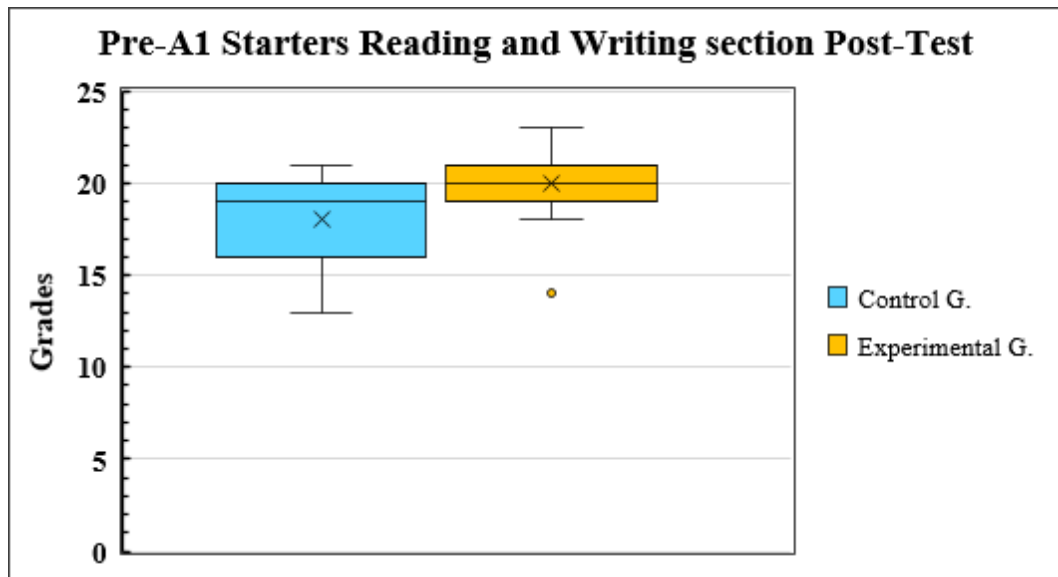 Pre-A1 Starters Reading and Writing section Post-Test
25
20
15
10
5
0
Grades
Control G.
Experimental G.